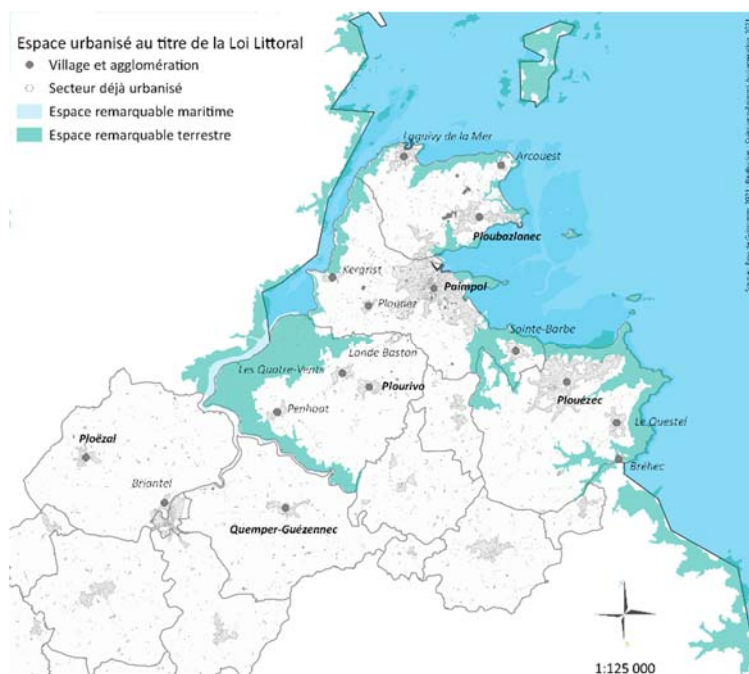 Espace urbanisé au titre de la Loi Littoral
Village et agglomération
Secteur déjà urbanisé
Espace remarquable maritime
Espace remarquable terrestre
Loguivy de la Mer
Arcouest
Ploubazlanec
Kergrist
Paimpol
Plounez
Sainte-Barbe
Lande Baston
Les Quatre-Vents
Plourivo
Plouézec
Penhoat
Le Questel
Ploëzal
Bréhec
Briantel
Quemper-Guézennec
1:125 000